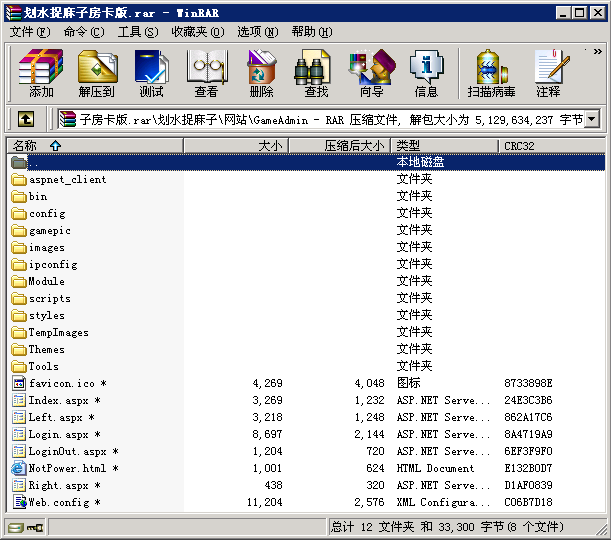 划水捉麻子房卡版.rar - WinRAR
文件(F) 命令(C) 工具(S) 收藏夹(O) 选项(N) 帮助(H)
添加 解压到 测试 查看 删除 查找 向导 信息 扫描病毒 注释 »
子房卡版.rar\划水捉麻子\网站\GameAdmin - RAR 压缩文件, 解包大小为 5,129,634,237 字节
名称 大小 压缩后大小 类型 CRC32
.. 本地磁盘
aspnet_client 文件夹
bin 文件夹
config 文件夹
gamepic 文件夹
images 文件夹
ipconfig 文件夹
Module 文件夹
scripts 文件夹
styles 文件夹
TempImages 文件夹
Themes 文件夹
Tools 文件夹
favicon.ico * 4,269 4,048 图标 8733898E
Index.aspx * 3,269 1,232 ASP.NET Serve... 24E3C3B6
Left.aspx * 3,218 1,248 ASP.NET Serve... 862A17C6
Login.aspx * 8,697 2,144 ASP.NET Serve... 8A4719A9
LoginOut.aspx * 1,204 720 ASP.NET Serve... 6EF3F9F0
NotPower.html * 1,001 624 HTML Document E132B0D7
Right.aspx * 438 320 ASP.NET Serve... D1AF0839
Web.config * 11,204 2,576 XML Configura... C06B7D18
总计 12 文件夹 和 33,300 字节(8 个文件)